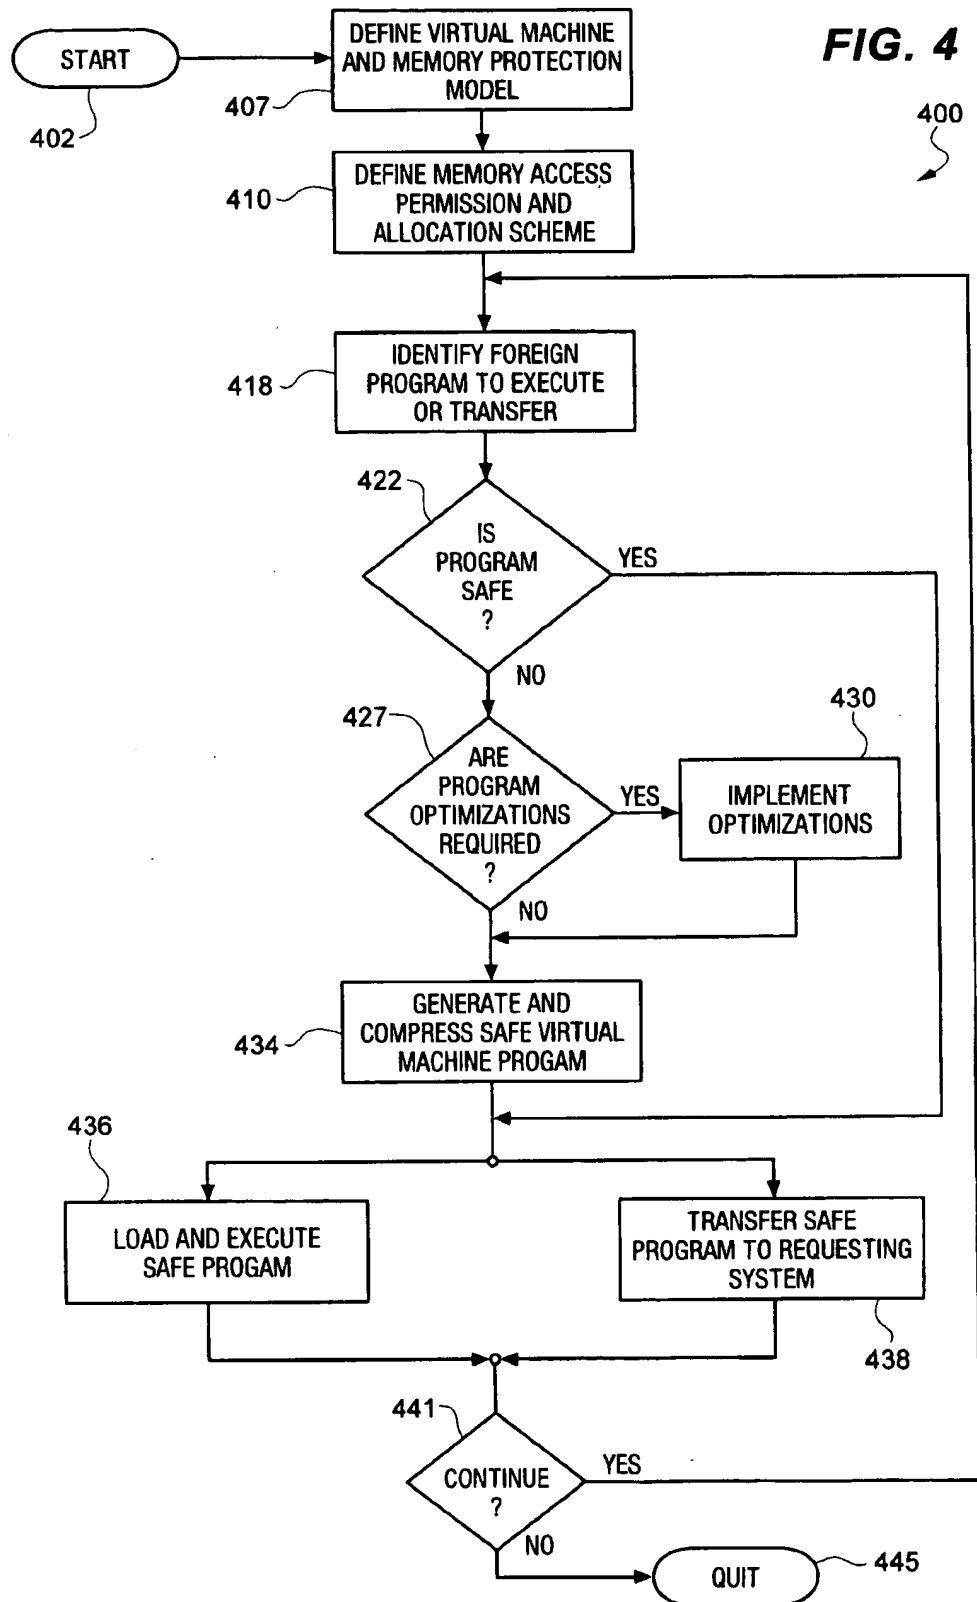 FIG. 4
400
START
402
DEFINE VIRTUAL MACHINE
AND MEMORY PROTECTION
MODEL
407
DEFINE MEMORY ACCESS
PERMISSION AND
ALLOCATION SCHEME
410
IDENTIFY FOREIGN
PROGRAM TO EXECUTE
OR TRANSFER
418
422
IS
PROGRAM
SAFE
?
YES
NO
427
ARE
PROGRAM
OPTIMIZATIONS
REQUIRED
?
YES
NO
430
IMPLEMENT
OPTIMIZATIONS
GENERATE AND
COMPRESS SAFE VIRTUAL
MACHINE PROGAM
434
436
LOAD AND EXECUTE
SAFE PROGAM
TRANSFER SAFE
PROGRAM TO REQUESTING
SYSTEM
438
441
CONTINUE
?
YES
NO
QUIT
445